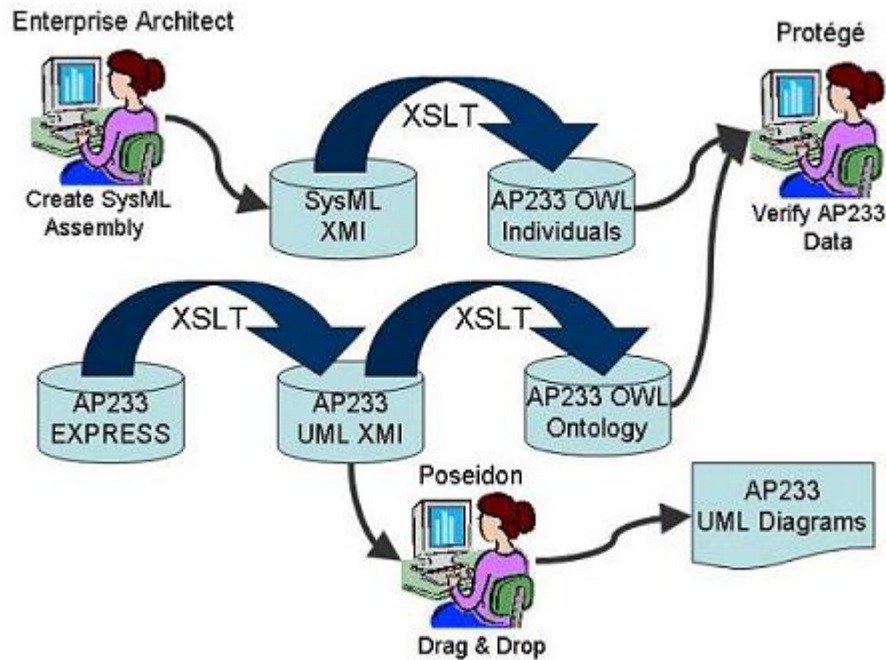 Enterprise Architect
Protégé
XSLT
Create SysML
Assembly
SysML
XMI
AP233 OWL
Individuals
Verify AP233
Data
XSLT
XSLT
AP233
EXPRESS
AP233
UML XMI
AP233 OWL
Ontology
Poseidon
AP233
UML Diagrams
Drag & Drop